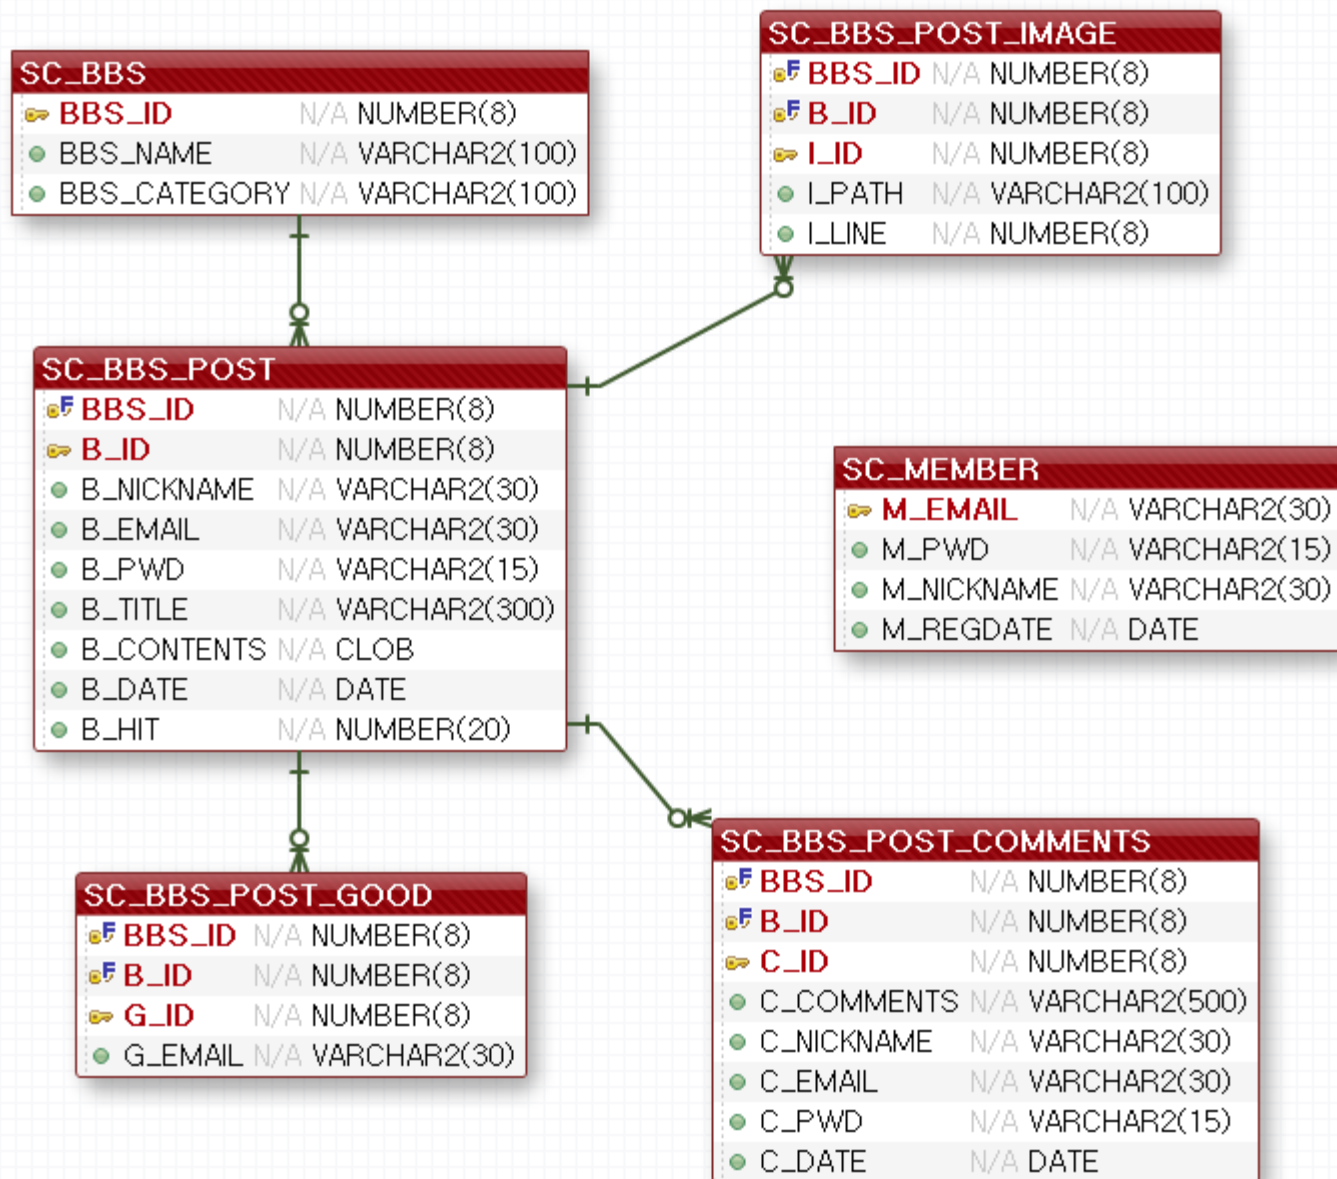 SC_BBS
BBS_ID N/A NUMBER(8)
BBS_NAME N/A VARCHAR2(100)
BBS_CATEGORY N/A VARCHAR2(100)
SC_BBS_POST_IMAGE
F BBS_ID N/A NUMBER(8)
F B_ID N/A NUMBER(8)
I_ID N/A NUMBER(8)
I_PATH N/A VARCHAR2(100)
I_LINE N/A NUMBER(8)
SC_BBS_POST
F BBS_ID N/A NUMBER(8)
B_ID N/A NUMBER(8)
B_NICKNAME N/A VARCHAR2(30)
B_EMAIL N/A VARCHAR2(30)
B_PWD N/A VARCHAR2(15)
B_TITLE N/A VARCHAR2(300)
B_CONTENTS N/A CLOB
B_DATE N/A DATE
B_HIT N/A NUMBER(20)
SC_MEMBER
M_EMAIL N/A VARCHAR2(30)
M_PWD N/A VARCHAR2(15)
M_NICKNAME N/A VARCHAR2(30)
M_REGDATE N/A DATE
SC_BBS_POST_GOOD
F BBS_ID N/A NUMBER(8)
F B_ID N/A NUMBER(8)
G_ID N/A NUMBER(8)
G_EMAIL N/A VARCHAR2(30)
SC_BBS_POST_COMMENTS
F BBS_ID N/A NUMBER(8)
F B_ID N/A NUMBER(8)
C_ID N/A NUMBER(8)
C_COMMENTS N/A VARCHAR2(500)
C_NICKNAME N/A VARCHAR2(30)
C_EMAIL N/A VARCHAR2(30)
C_PWD N/A VARCHAR2(15)
C_DATE N/A DATE